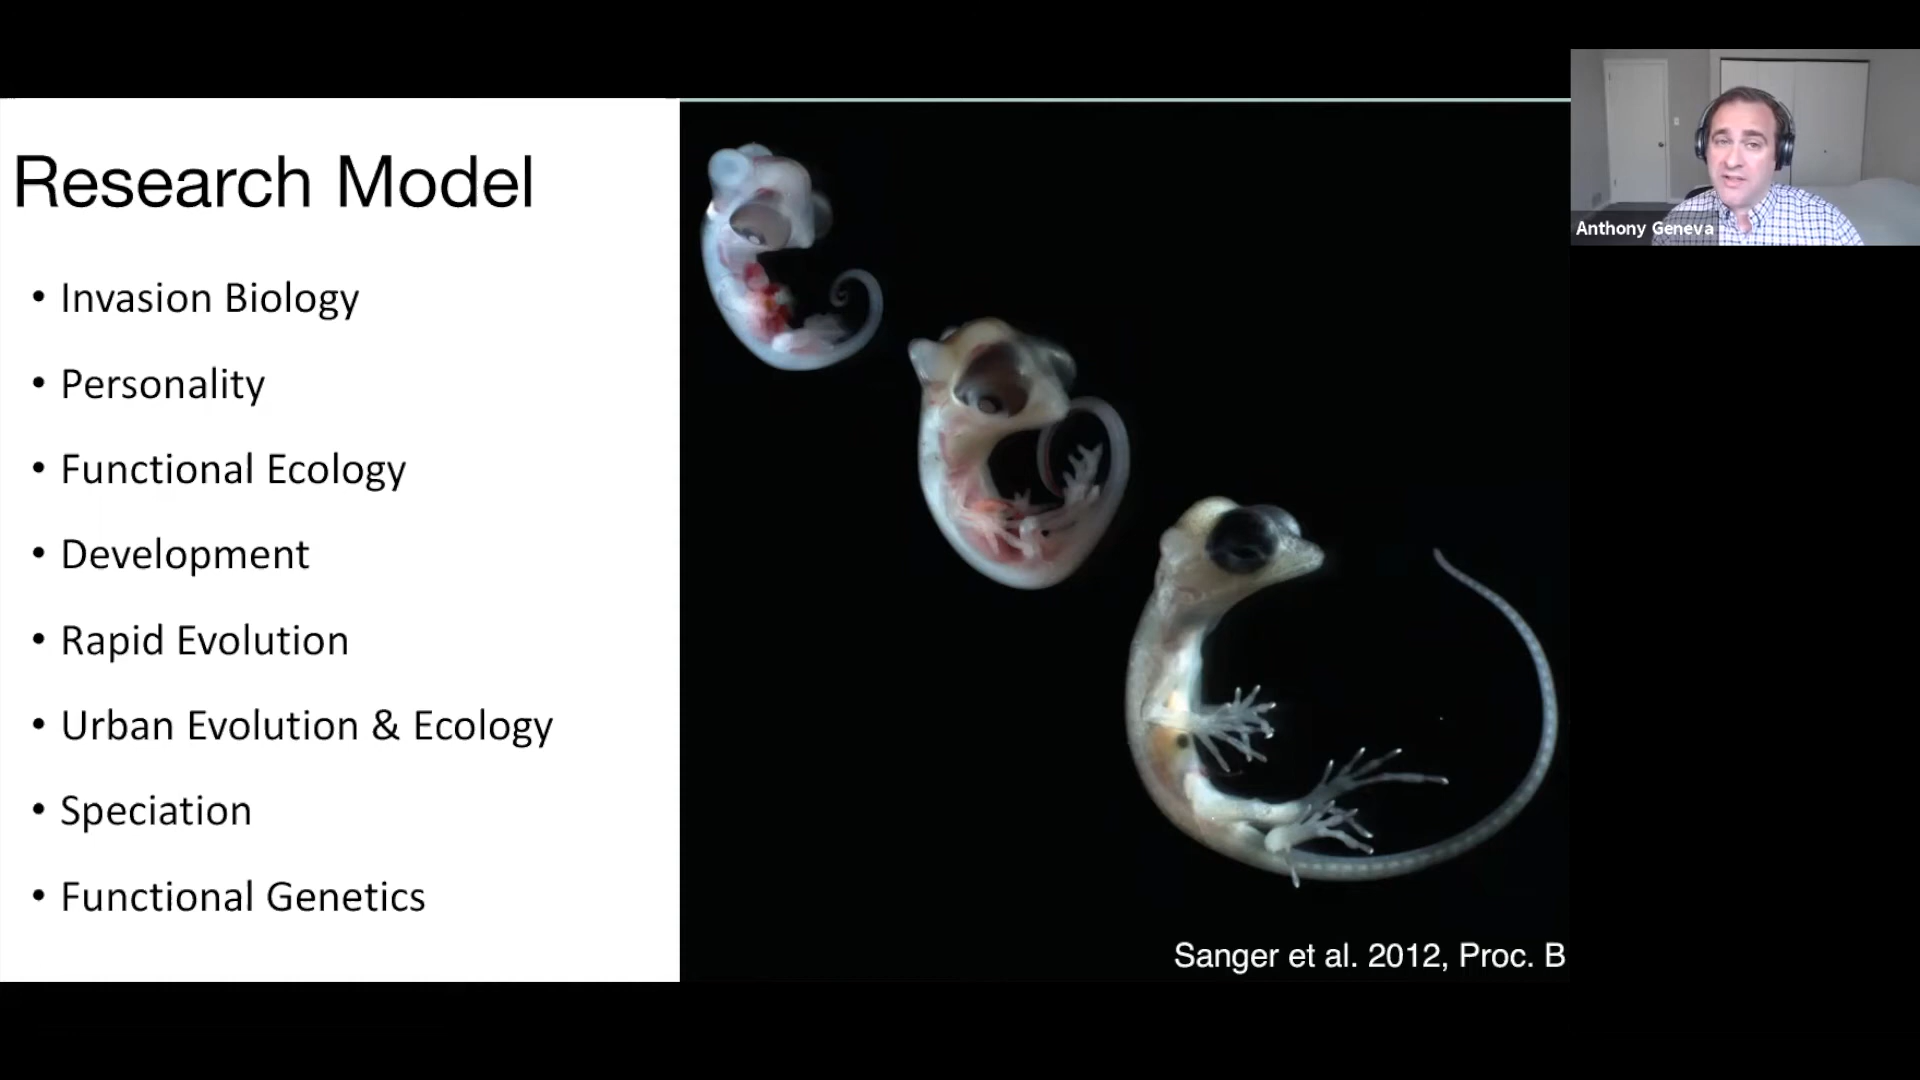 Research Model
• Invasion Biology
• Personality
• Functional Ecology
• Development
• Rapid Evolution
• Urban Evolution & Ecology
• Speciation
• Functional Genetics
Sanger et al. 2012, Proc. B
Anthony Geneva